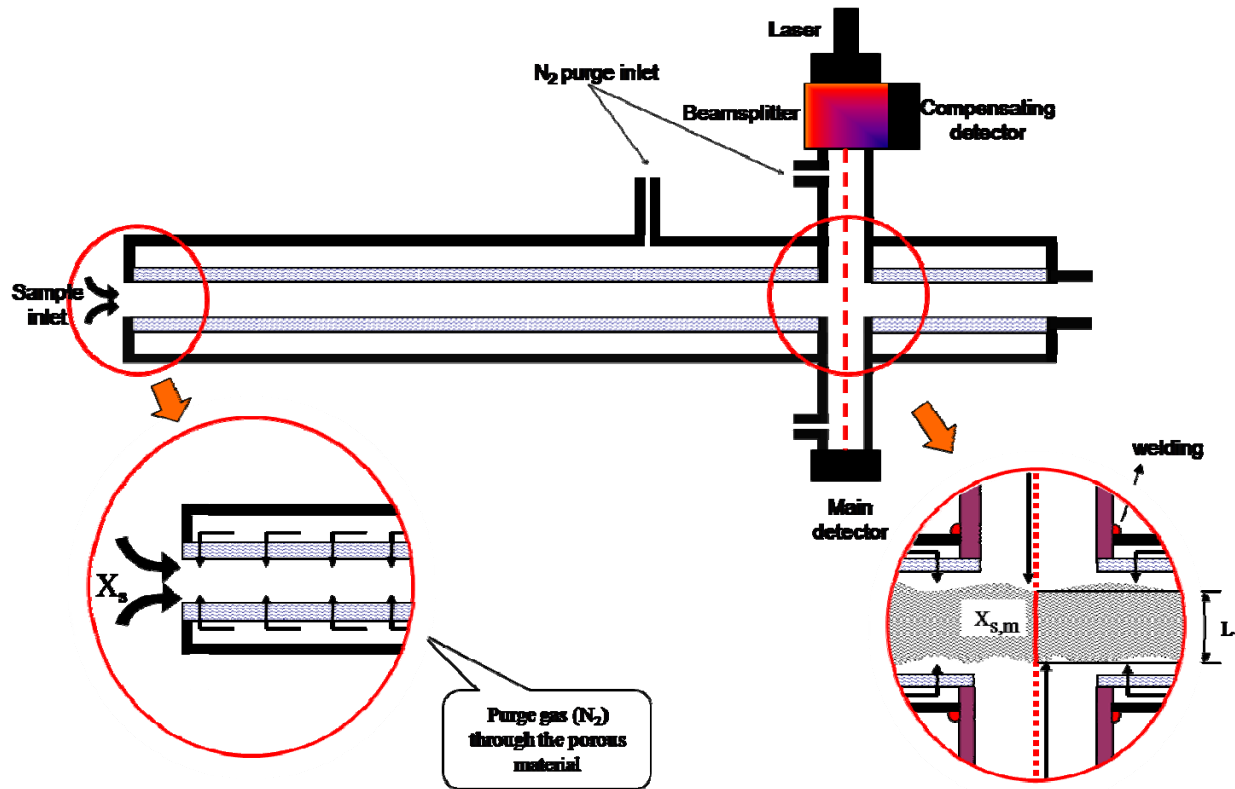 Laser
N₂ purge inlet
Beamsplitter
Compensating
detector
Sample
inlet
Main
detector
welding
Xₛ
Xₛ,ₘ
L
Purge gas (N₂)
through the porous
material